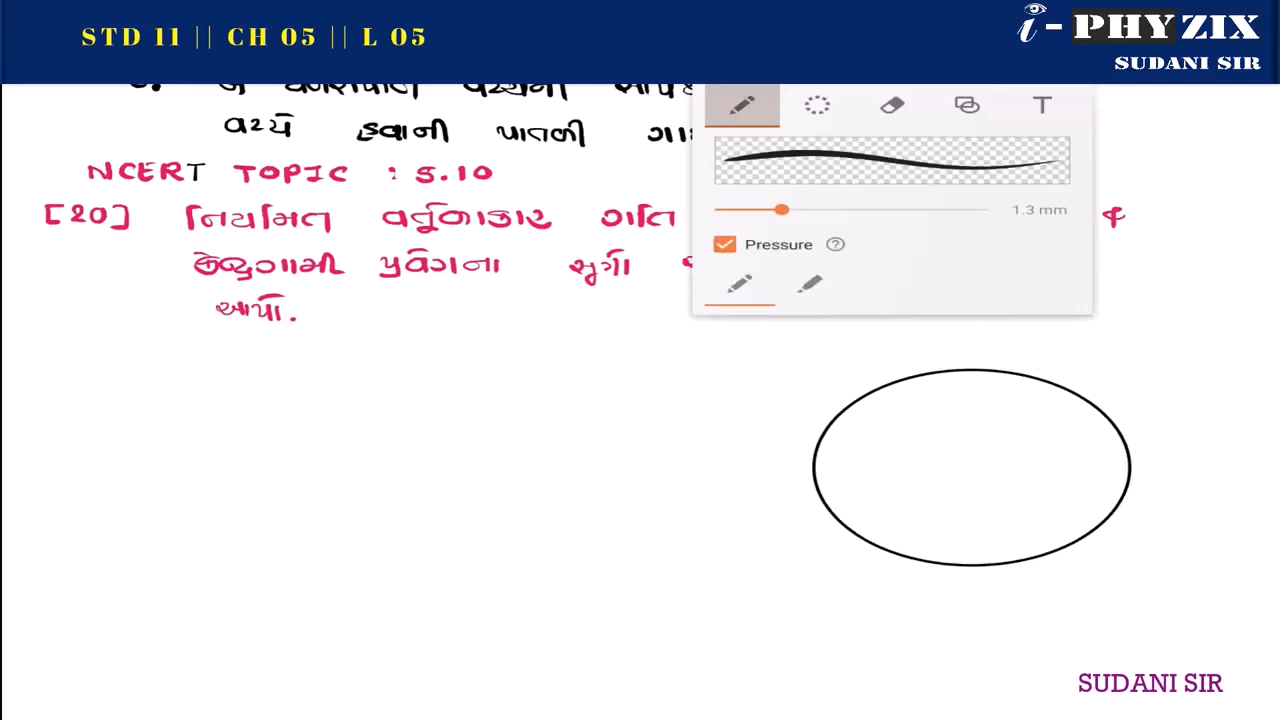 STD 11 || CH 05 || L 05
i - PHYZIX
SUDANI SIR
વચ્ચે હવાની પાતળી
T
NCERT TOPIC : 5.10
1.3 mm
[20] નિયમિત વર્તુળાકાર ગતિ
Pressure
કેન્દ્રગામી પ્રવેગના સૂત્રો
આપો.
SUDANI SIR